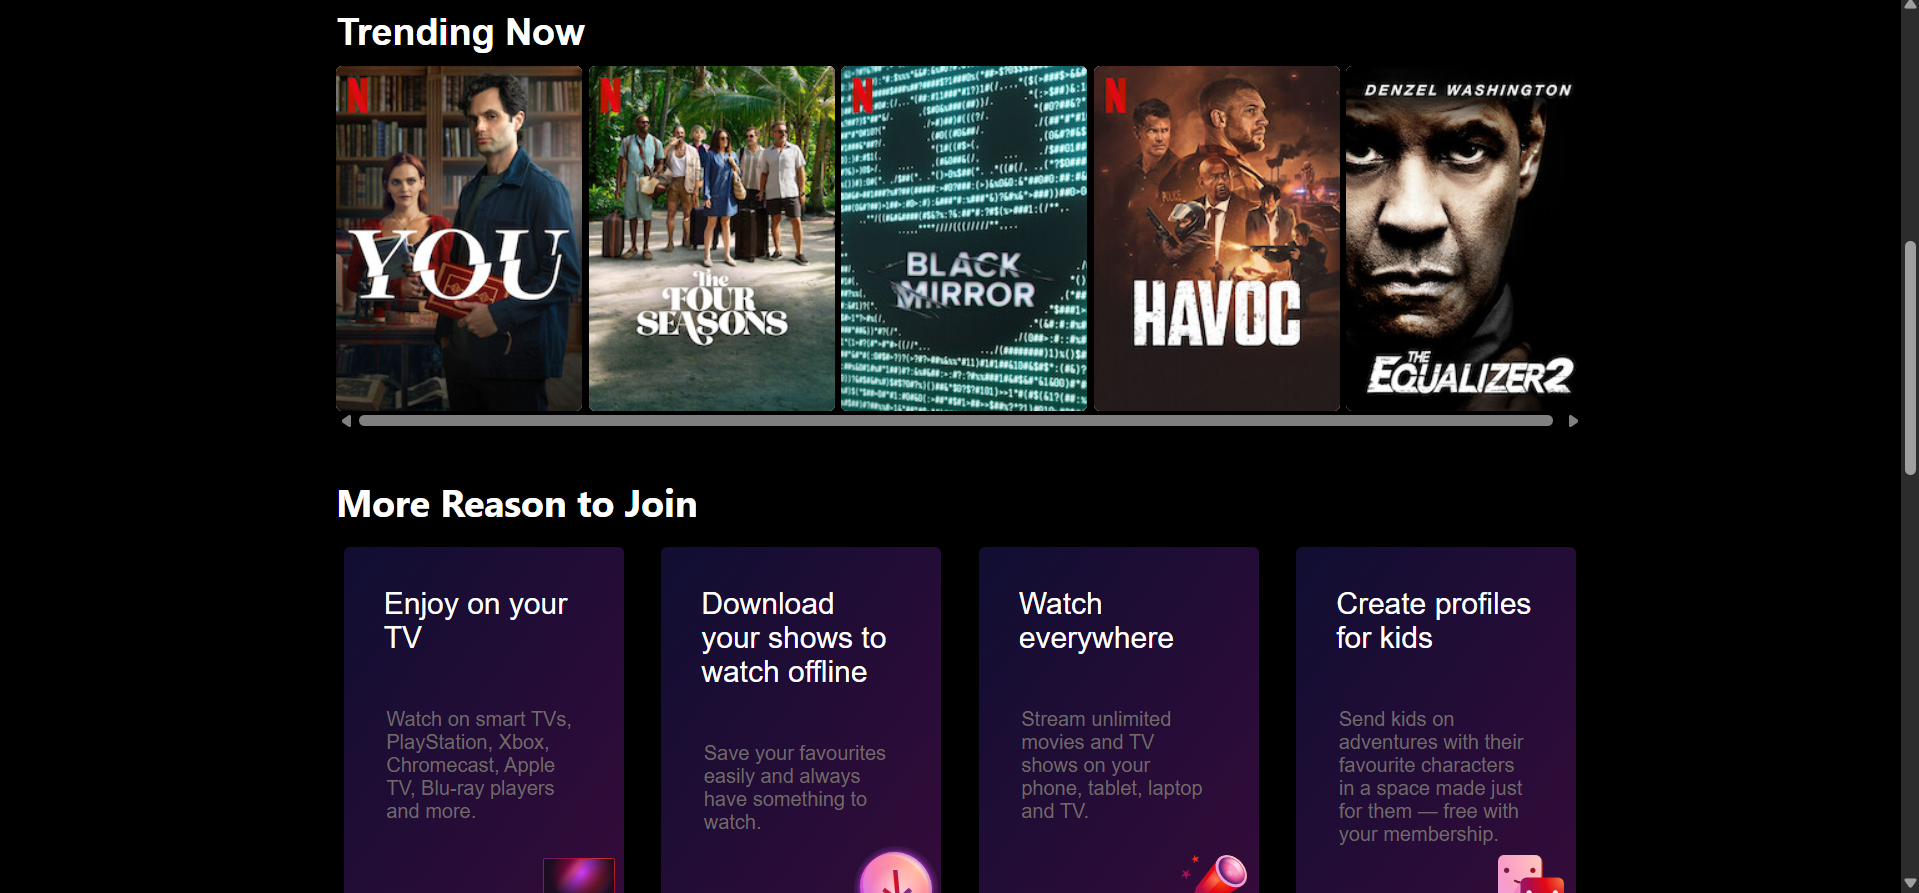 Trending Now
N
YOU
N
The
FOUR
SEASONS
N
BLACK
MIRROR
N
HAVOC
DENZEL WASHINGTON
THE
EQUALIZER 2
More Reason to Join
Enjoy on your
TV
Watch on smart TVs,
PlayStation, Xbox,
Chromecast, Apple
TV, Blu-ray players
and more.
Download
your shows to
watch offline
Save your favourites
easily and always
have something to
watch.
Watch
everywhere
Stream unlimited
movies and TV
shows on your
phone, tablet, laptop
and TV.
Create profiles
for kids
Send kids on
adventures with their
favourite characters
in a space made just
for them — free with
your membership.